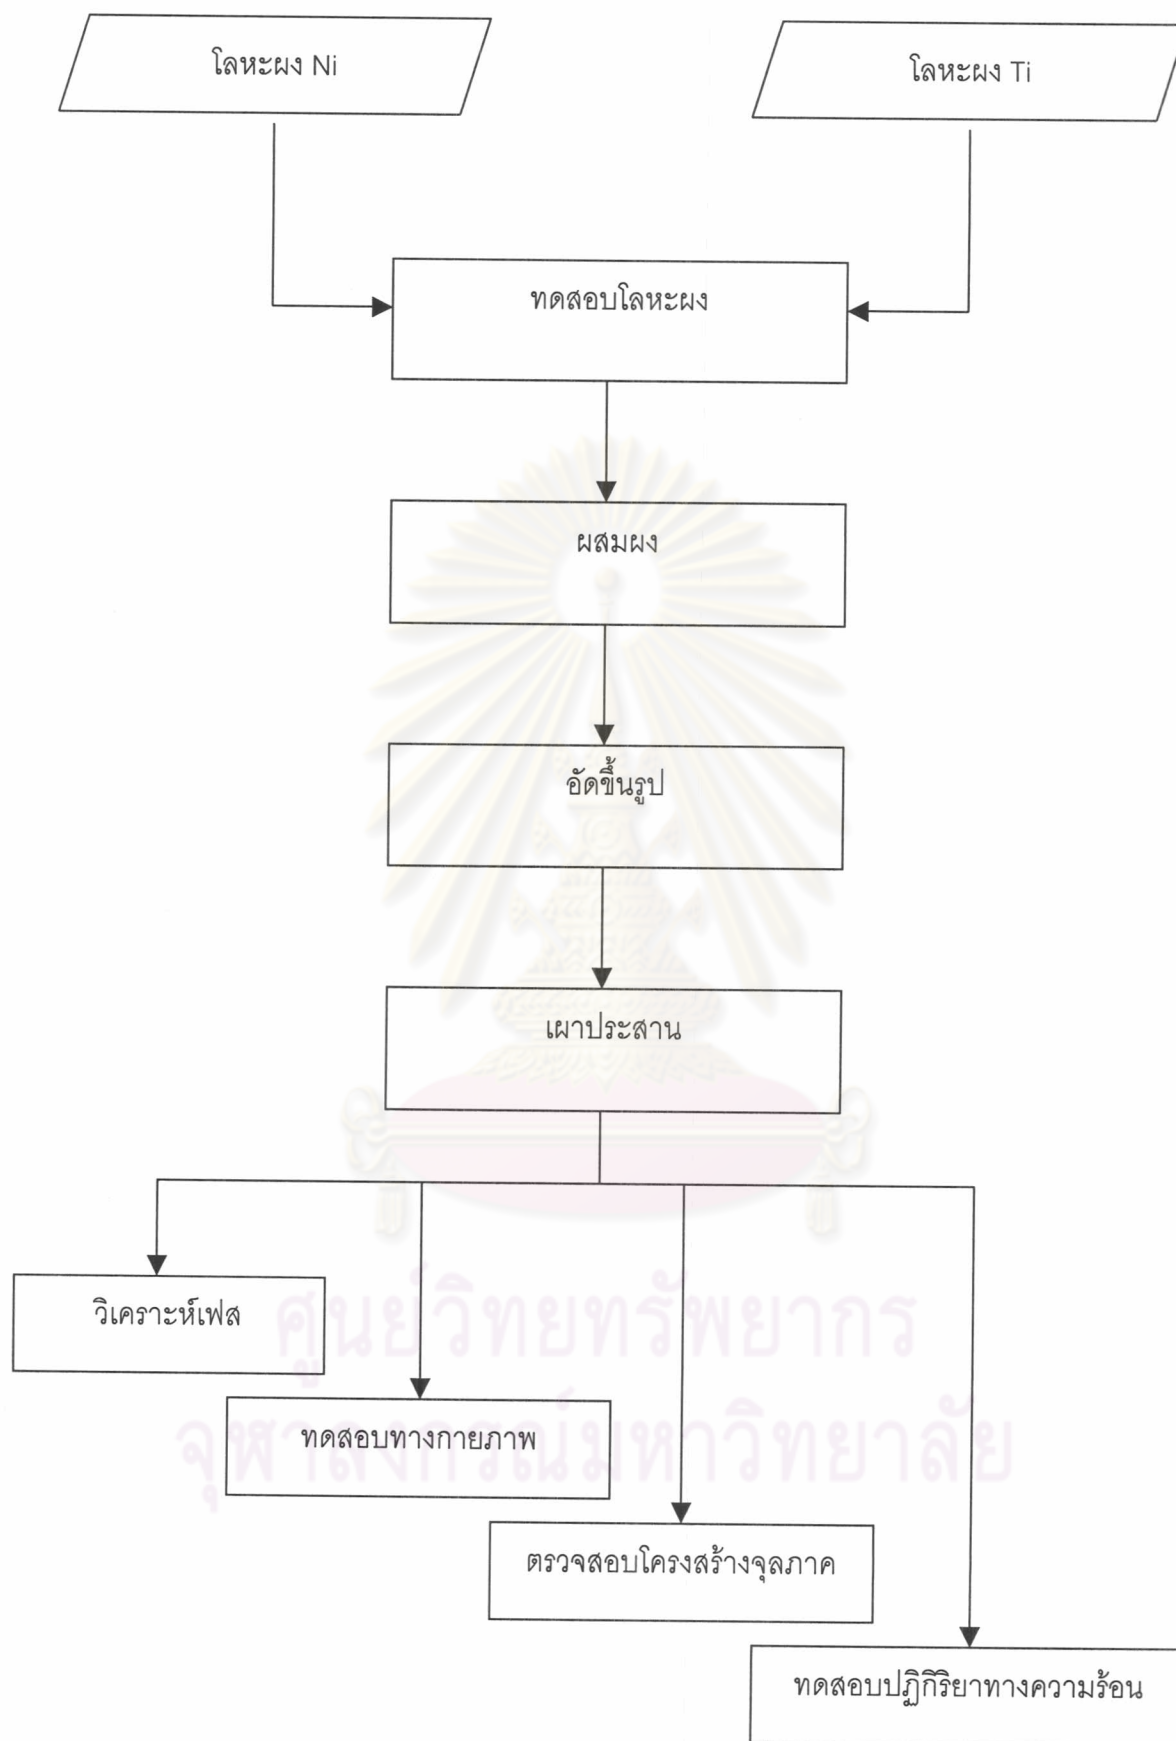 โลหะผง Ni
โลหะผง Ti
ทดสอบโลหะผง
ผสมผง
อัดขึ้นรูป
เผาประสาน
วิเคราะห์เฟส
ศูนย์วิทยทรัพยากร
ทดสอบทางกายภาพ
จุฬาลงกรณ์มหาวิทยาลัย
ตรวจสอบโครงสร้างจุลภาค
ทดสอบปฏิกิริยาทางความร้อน